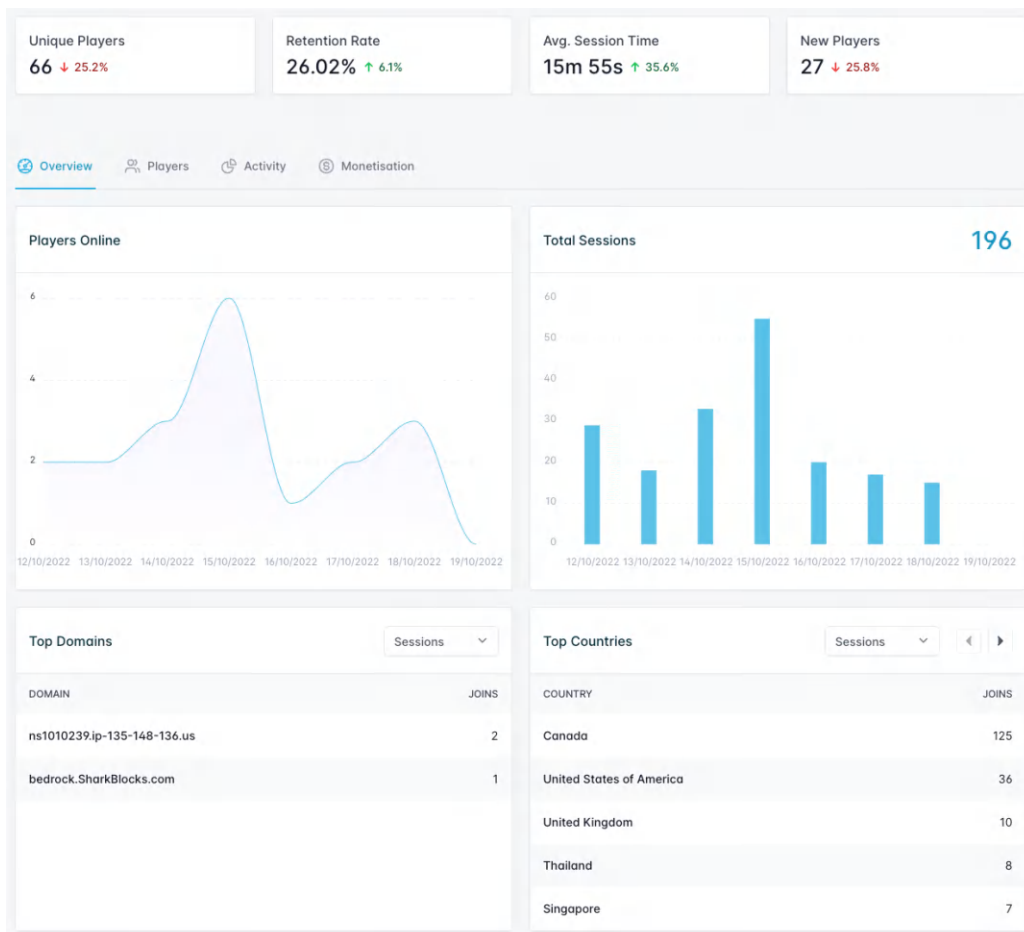 Unique Players
66 ↓ 25.2%
Retention Rate
26.02% ↑ 6.1%
Avg. Session Time
15m 55s ↑ 35.6%
New Players
27 ↓ 25.8%
Overview Players Activity Monetisation
Players Online
6
4
2
0
12/10/2022 13/10/2022 14/10/2022 15/10/2022 16/10/2022 17/10/2022 18/10/2022 19/10/2022
Total Sessions 196
60
50
40
30
20
10
0
12/10/2022 13/10/2022 14/10/2022 15/10/2022 16/10/2022 17/10/2022 18/10/2022 19/10/2022
Top Domains Sessions
DOMAIN JOINS
ns1010239.ip-135-148-136.us 2
bedrock.SharkBlocks.com 1
Top Countries Sessions
COUNTRY JOINS
Canada 125
United States of America 36
United Kingdom 10
Thailand 8
Singapore 7